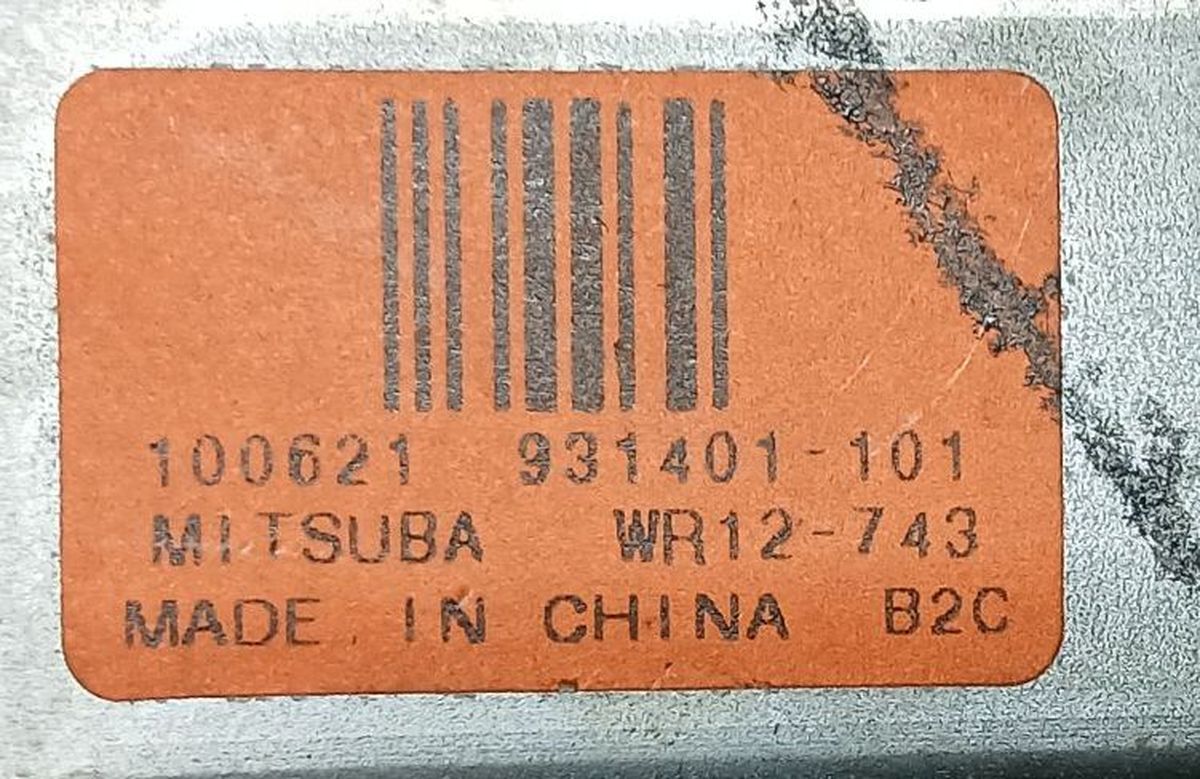 100621 931401-101
MITSUBA WR12-743
MADE IN CHINA B2C